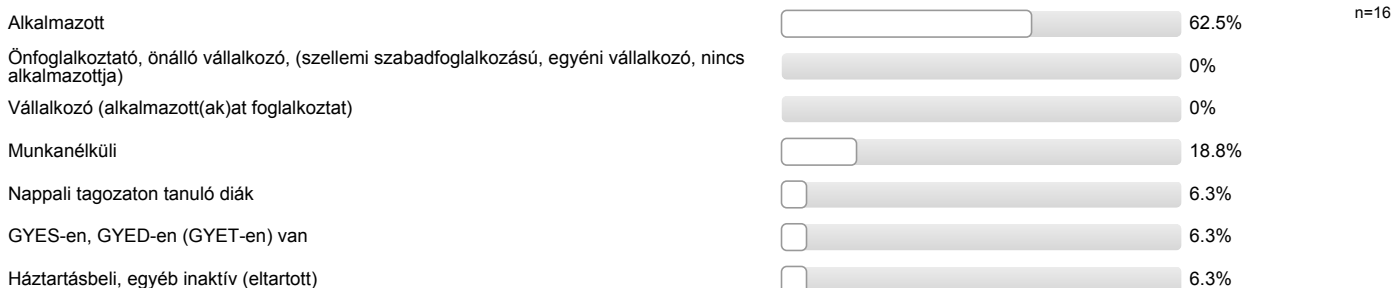 Alkalmazott 62.5% n=16
Önfoglalkoztató, önálló vállalkozó, (szellemi szabadfoglalkozású, egyéni vállalkozó, nincs
alkalmazottja) 0%
Vállalkozó (alkalmazott(ak)at foglalkoztat) 0%
Munkanélküli 18.8%
Nappali tagozaton tanuló diák 6.3%
GYES-en, GYED-en (GYET-en) van 6.3%
Háztartásbeli, egyéb inaktív (eltartott) 6.3%